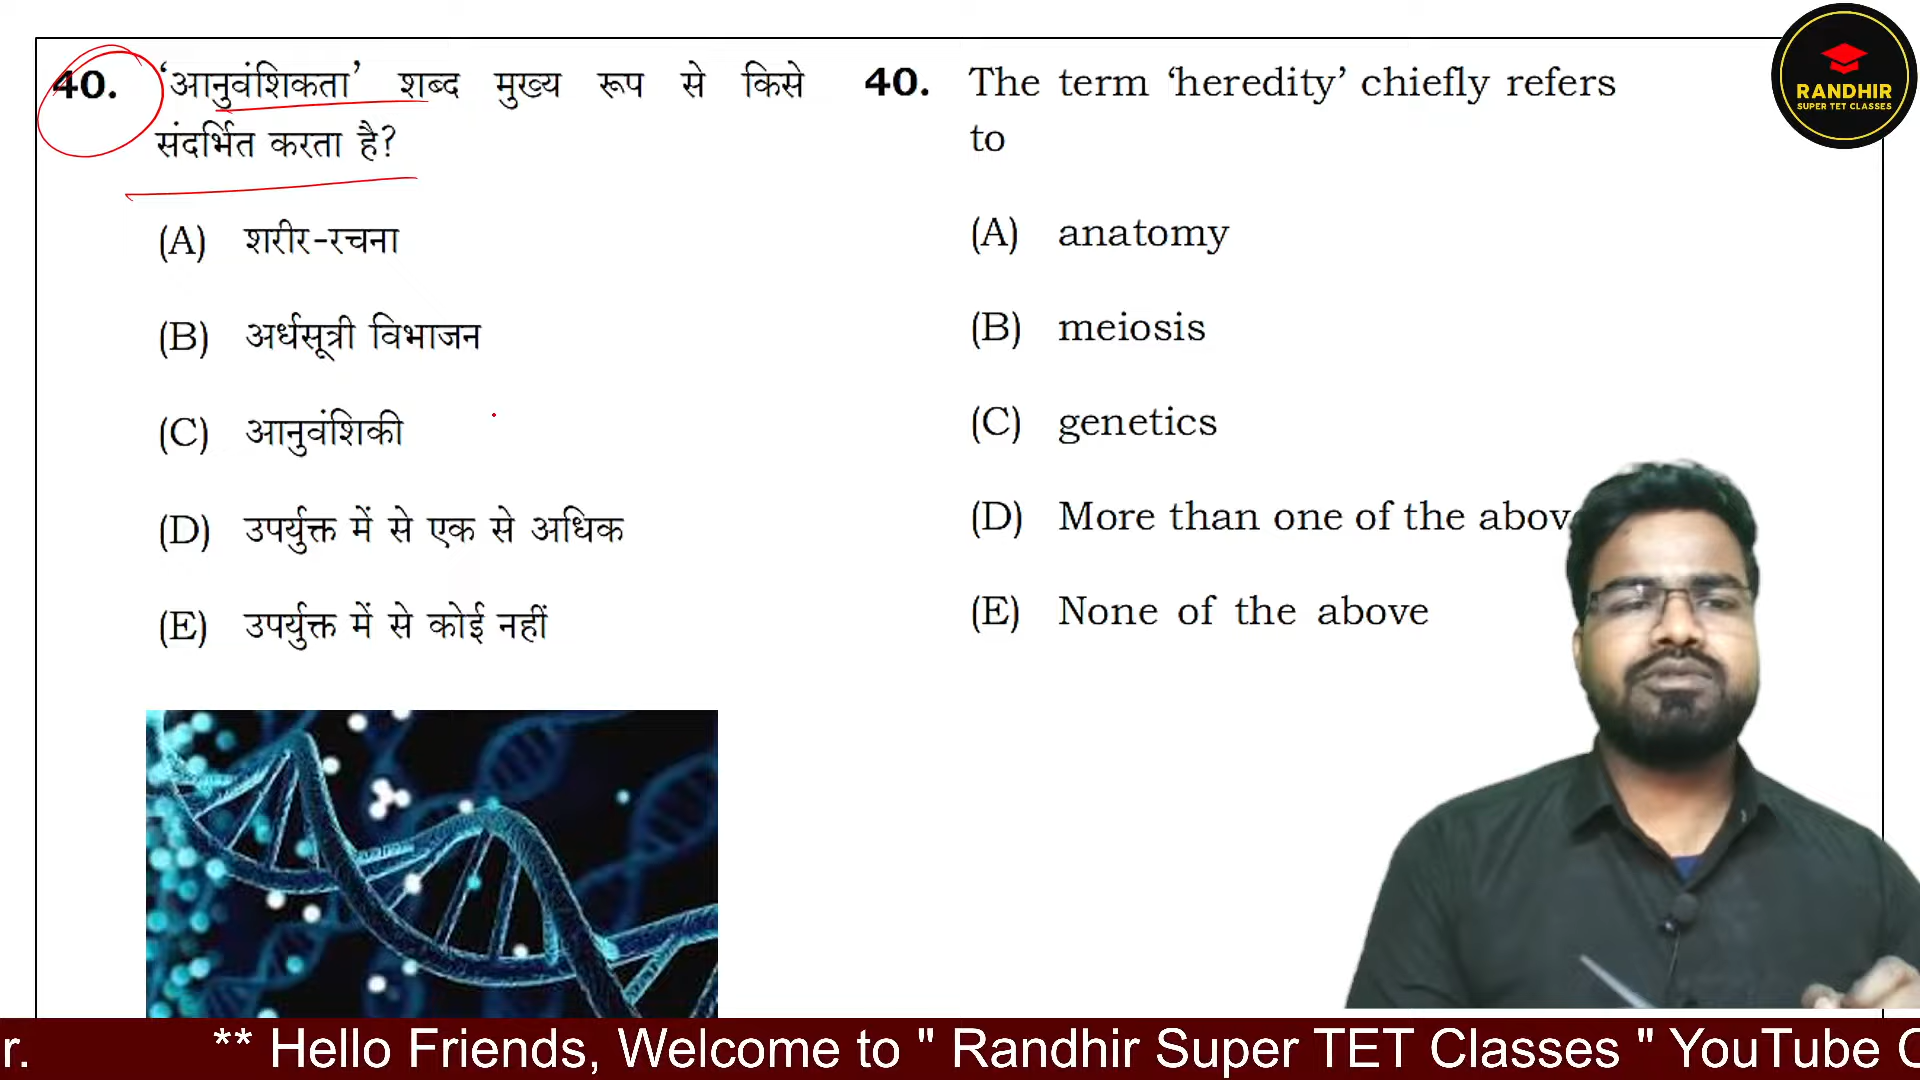 40. ‘आनुवंशिकता’ शब्द मुख्य रूप से किसे
संदर्भित करता है?
(A) शरीर-रचना
(B) अर्धसूत्री विभाजन
(C) आनुवंशिकी
(D) उपर्युक्त में से एक से अधिक
(E) उपर्युक्त में से कोई नहीं
40. The term ‘heredity’ chiefly refers
to
(A) anatomy
(B) meiosis
(C) genetics
(D) More than one of the abov
(E) None of the above
RANDHIR
SUPER TET CLASSES
r. ** Hello Friends, Welcome to " Randhir Super TET Classes " YouTube